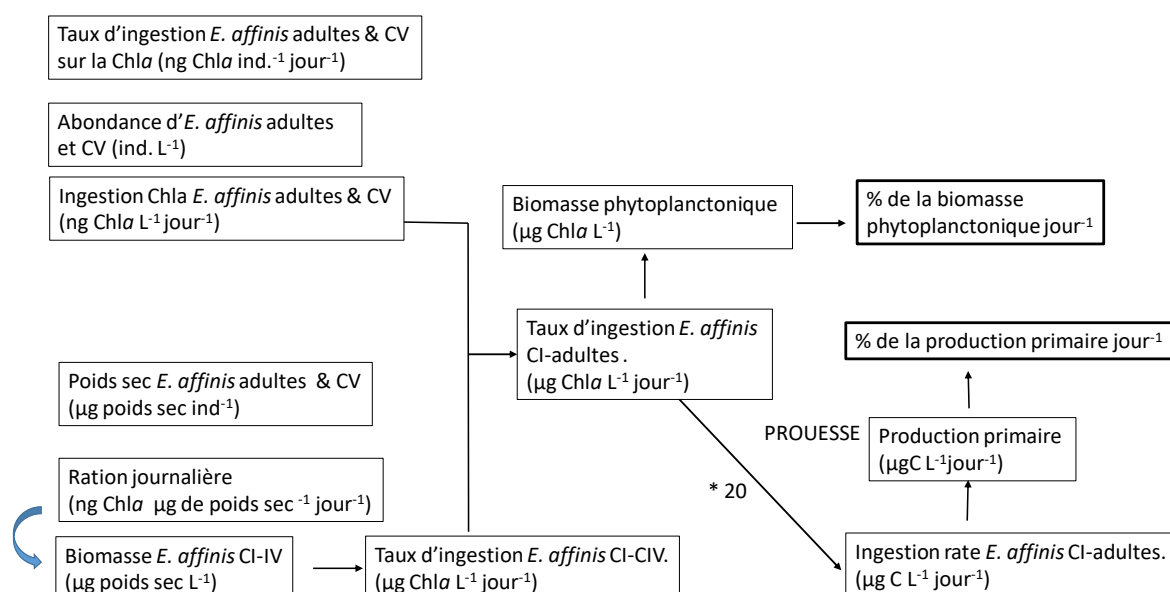 Taux d’ingestion E. affinis adultes & CV
sur la Chla (ng Chla ind.-1 jour-1)
Abondance d’E. affinis adultes
et CV (ind. L-1)
Ingestion Chla E. affinis adultes & CV
(ng Chla L-1 jour-1)
Biomasse phytoplanctonique
(µg Chla L-1)
% de la biomasse
phytoplanctonique jour-1
Taux d’ingestion E. affinis
CI-adultes .
(µg Chla L-1 jour-1)
% de la production primaire jour-1
Poids sec E. affinis adultes & CV
(µg poids sec ind-1)
PROUESSE
Production primaire
(µgC L-1jour-1)
Ration journalière
(ng Chla µg de poids sec -1 jour-1)
* 20
Biomasse E. affinis CI-IV
(µg poids sec L-1)
Taux d’ingestion E. affinis CI-CIV.
(µg Chla L-1 jour-1)
Ingestion rate E. affinis CI-adultes.
(µg C L-1 jour-1)